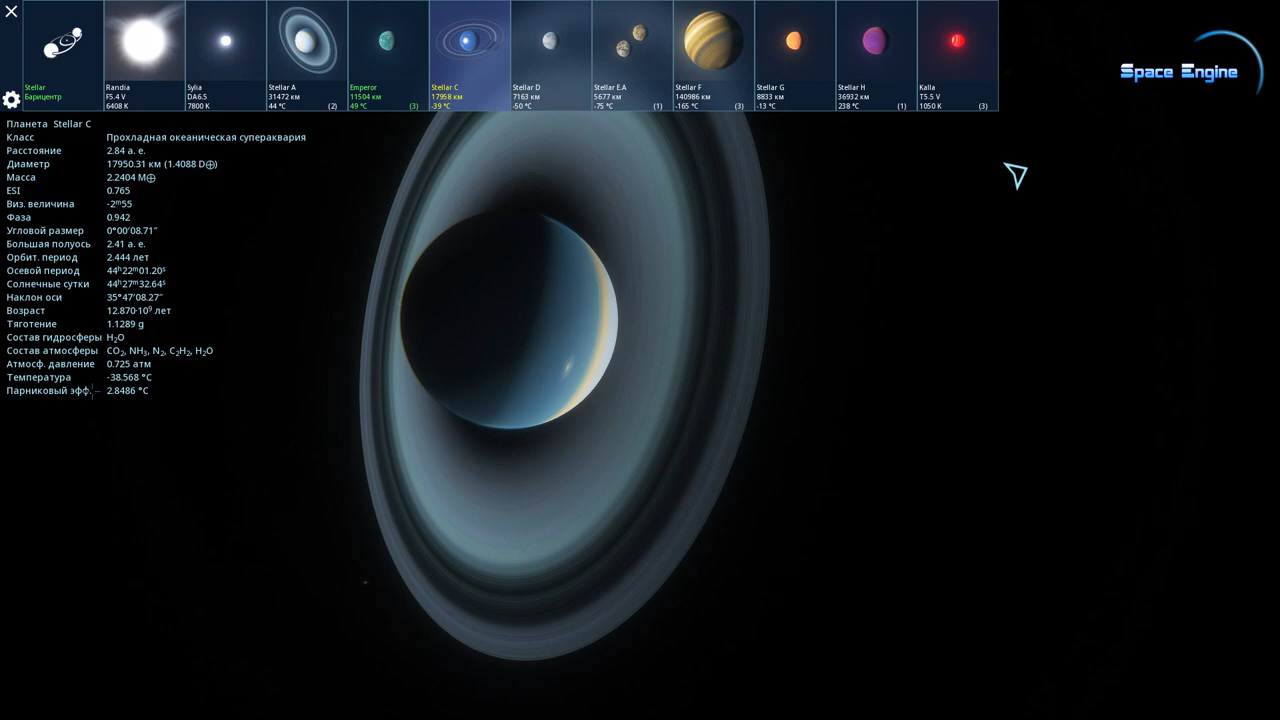 Stellar
Барицентр
Randia
F5.4 V
6408 K
Sylia
DA6.5
7800 K
Stellar A
31472 км
44 °C (2)
Emperor
11504 км
49 °C (3)
Stellar C
17958 км
-39 °C
Stellar D
7163 км
-50 °C
Stellar E.A
5677 км
-75 °C (1)
Stellar F
140986 км
-165 °C (3)
Stellar G
8833 км
-13 °C
Stellar H
36932 км
238 °C (1)
Kalla
T5.5 V
1050 K (3)
Space Engine
Планета Stellar C
Класс Прохладная океаническая супераквария
Расстояние 2.84 а. е.
Диаметр 17950.31 км (1.4088 D⊕)
Масса 2.2404 M⊕
ESI 0.765
Виз. величина -2ᵐ55
Фаза 0.942
Угловой размер 0°00′08.71″
Большая полуось 2.41 а. е.
Орбит. период 2.444 лет
Осевой период 44ʰ22ᵐ01.20ˢ
Солнечные сутки 44ʰ27ᵐ32.64ˢ
Наклон оси 35°47′08.27″
Возраст 12.870·10⁹ лет
Тяготение 1.1289 g
Состав гидросферы H₂O
Состав атмосферы CO₂, NH₃, N₂, C₂H₂, H₂O
Атмосф. давление 0.725 атм
Температура -38.568 °C
Парниковый эфф. 2.8486 °C